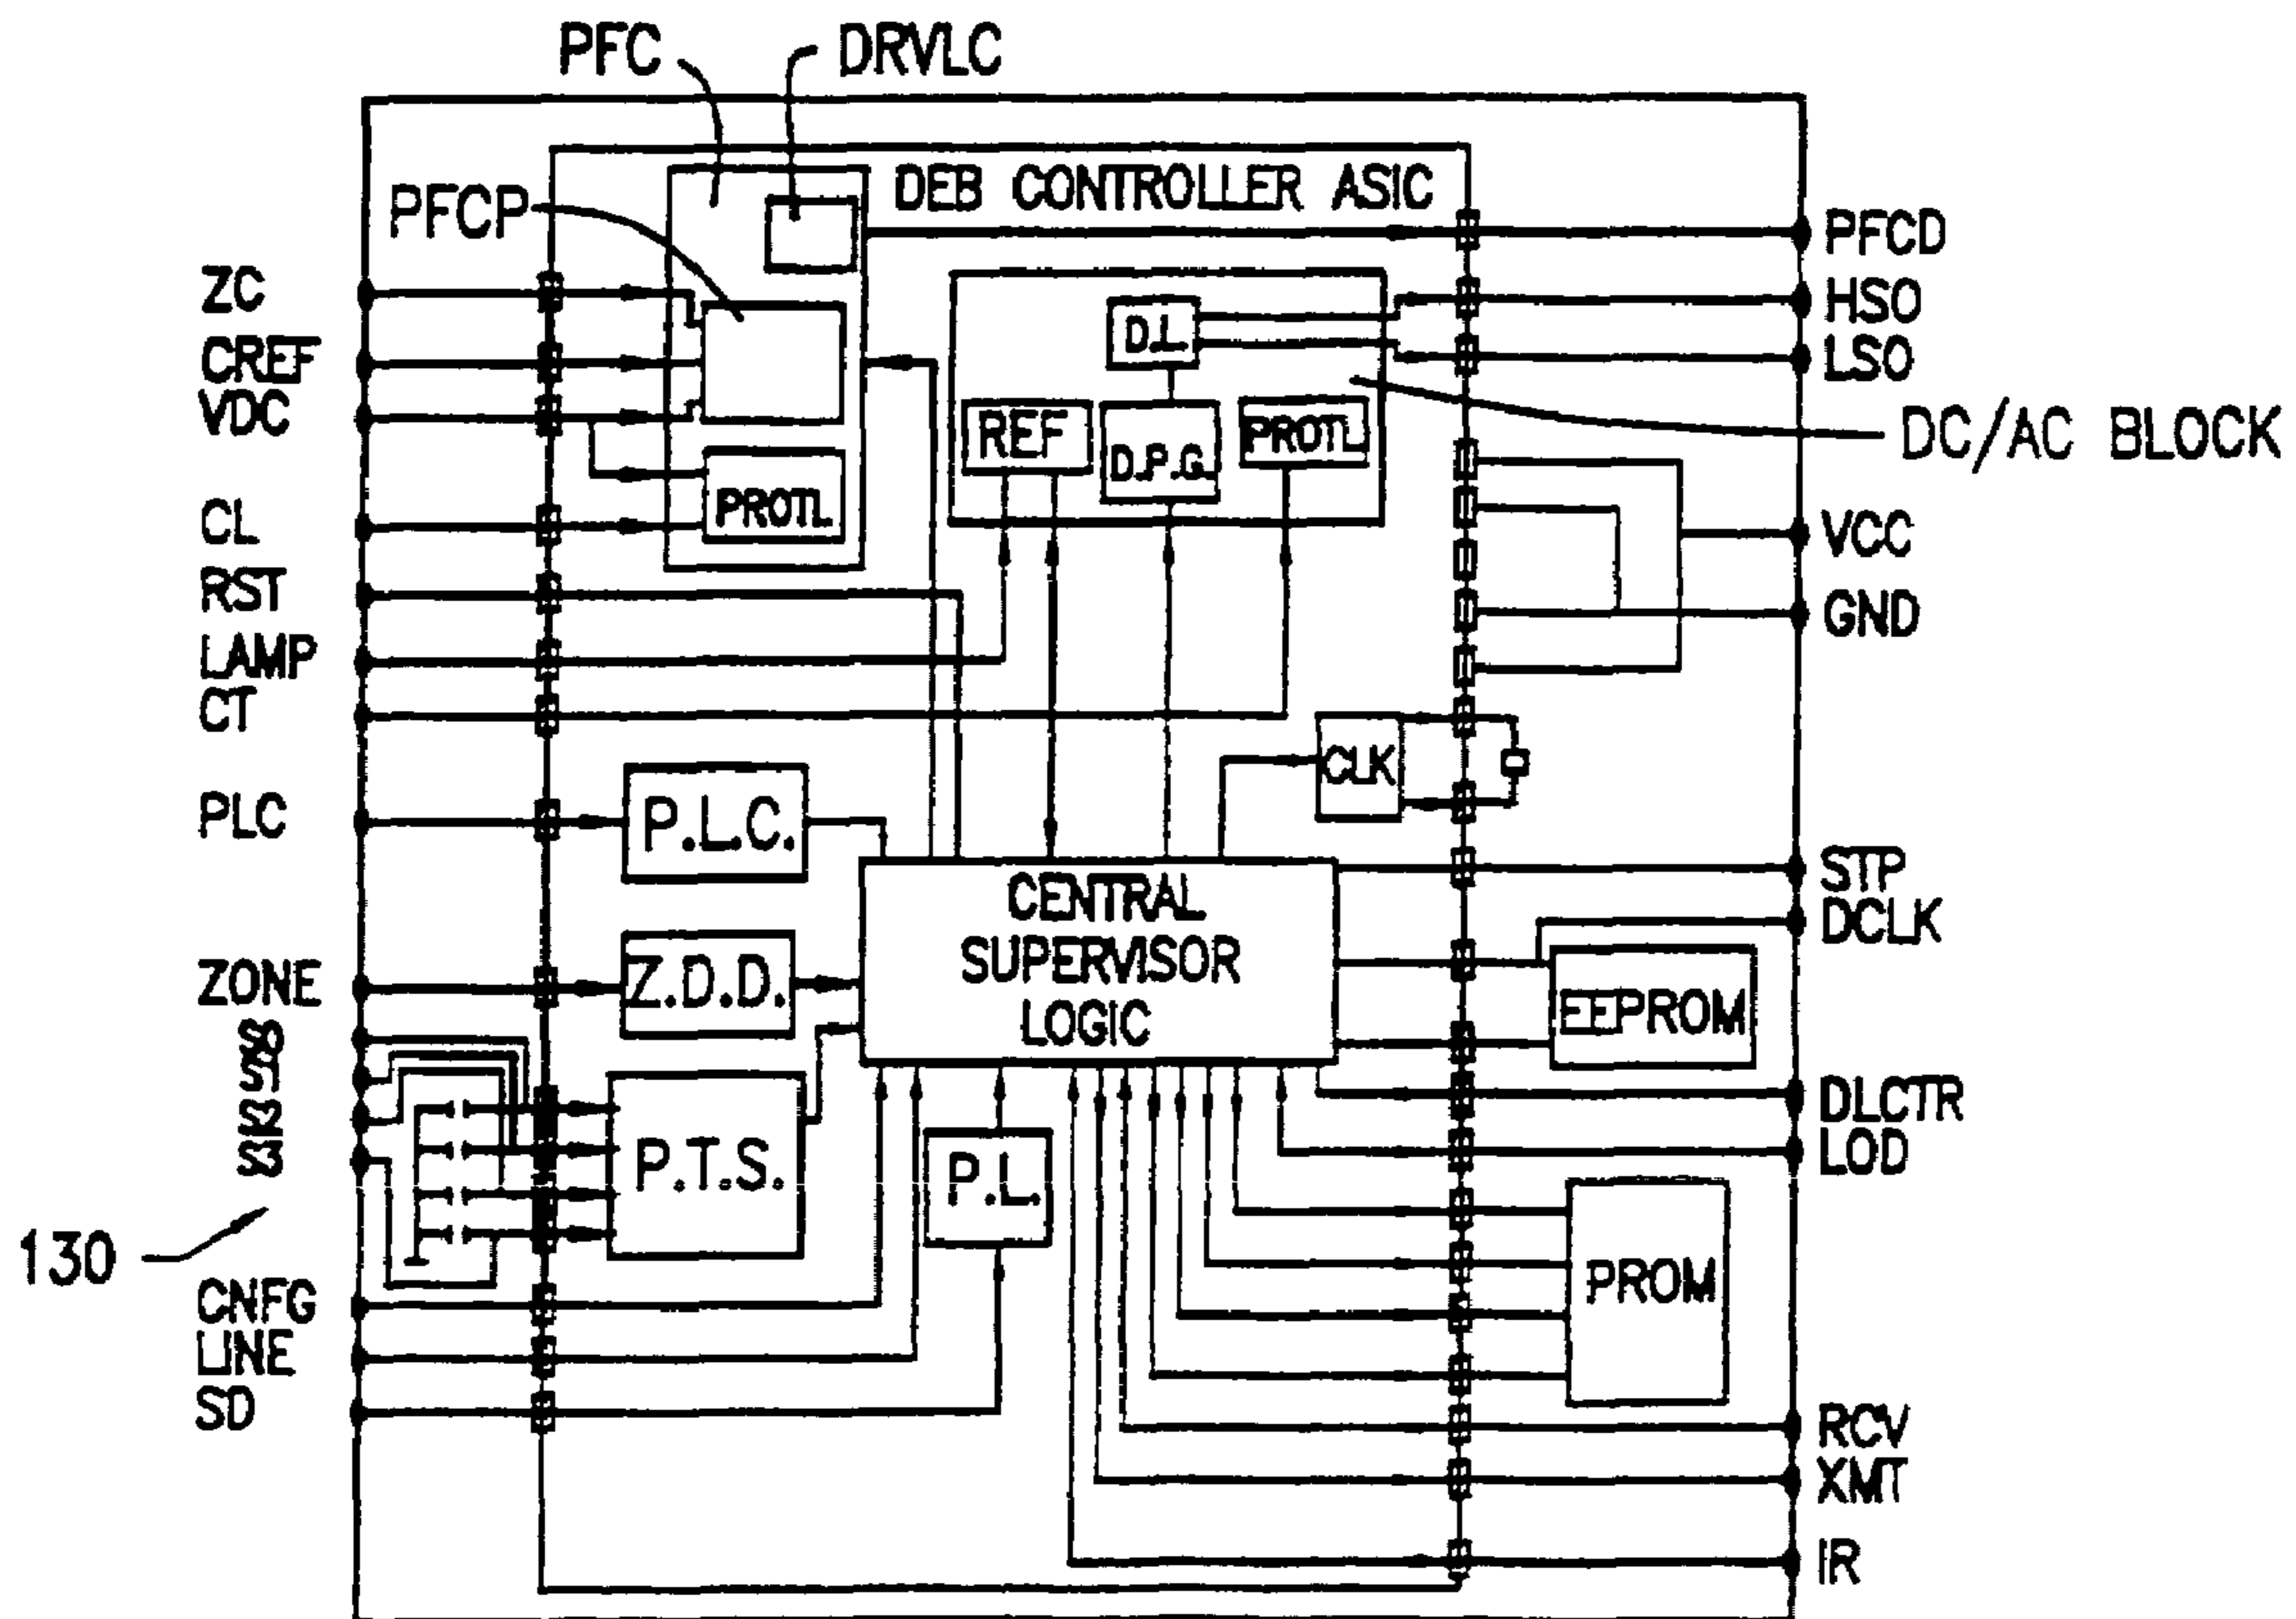 PFC
DRVLC
DEB CONTROLLER ASIC
PFCP
ZC
CREF
VDC
CL
RST
LAMP
CT
PLC
ZONE
S0
S1
S2
S3
130
CNFG
LINE
SD
PROTL
D.L.
REF
D.P.G.
PROTL
CLK
P.L.C.
Z.D.D.
P.T.S.
P.L.
CENTRAL
SUPERVISOR
LOGIC
EEPROM
PROM
PFCD
HSO
LSO
DC/AC BLOCK
VCC
GND
STP
DCLK
DLCTR
LOD
RCV
XMT
IR